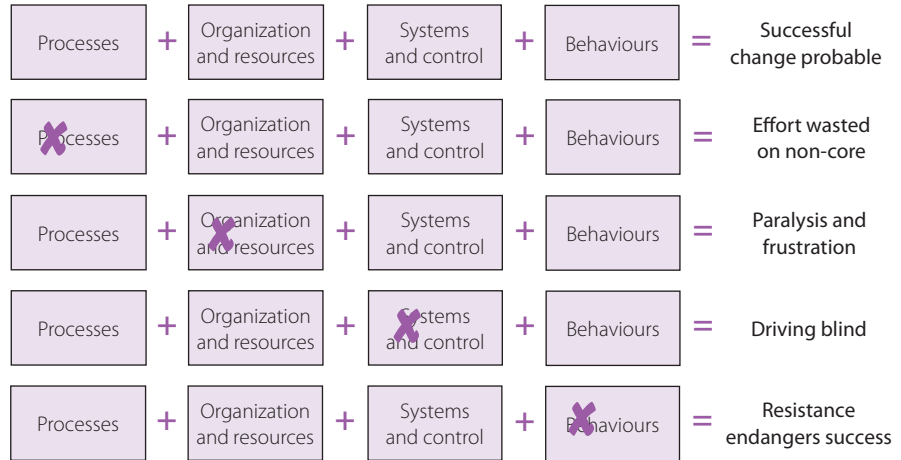 Processes + Organization + Systems + Behaviours = Successful
and resources and control change probable
Processes + Organization + Systems + Behaviours = Effort wasted
and resources and control on non-core
Processes + Organization + Systems + Behaviours = Paralysis and
and resources and control frustration
Processes + Organization + Systems + Behaviours = Driving blind
and resources and control
Processes + Organization + Systems + Behaviours = Resistance
and resources and control endangers success